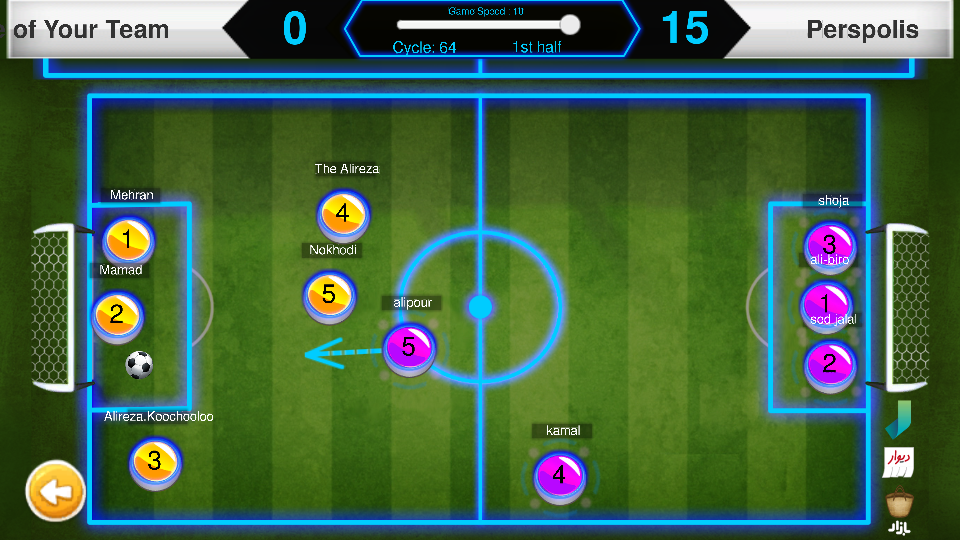 of Your Team
0
Game Speed : 10
Cycle: 64
1st half
15
Perspolis
The Alireza
4
Mehran
1
shoja
3
Nokhodi
5
Mamad
2
ali-biro
1
alipour
5
sod jalal
2
Alireza.Koochooloo
3
kamal
4
دیوار
بازار